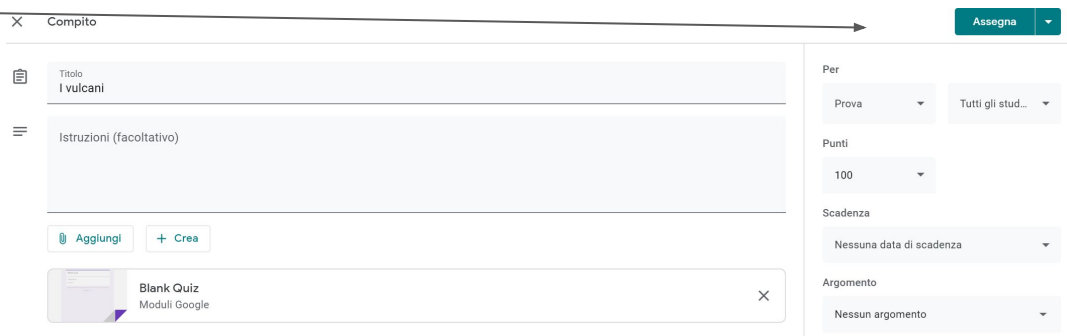 Compito
Assegna
Titolo
I vulcani
Istruzioni (facoltativo)
Aggiungi
+ Crea
Blank Quiz
Moduli Google
Per
Prova
Tutti gli stud...
Punti
100
Scadenza
Nessuna data di scadenza
Argomento
Nessun argomento